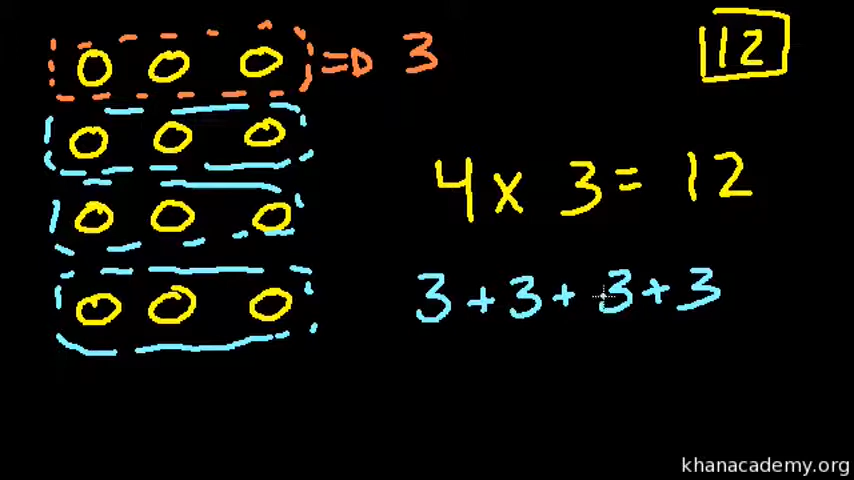 12
=> 3
4 x 3 = 12
3 + 3 + 3 + 3
khanacademy.org